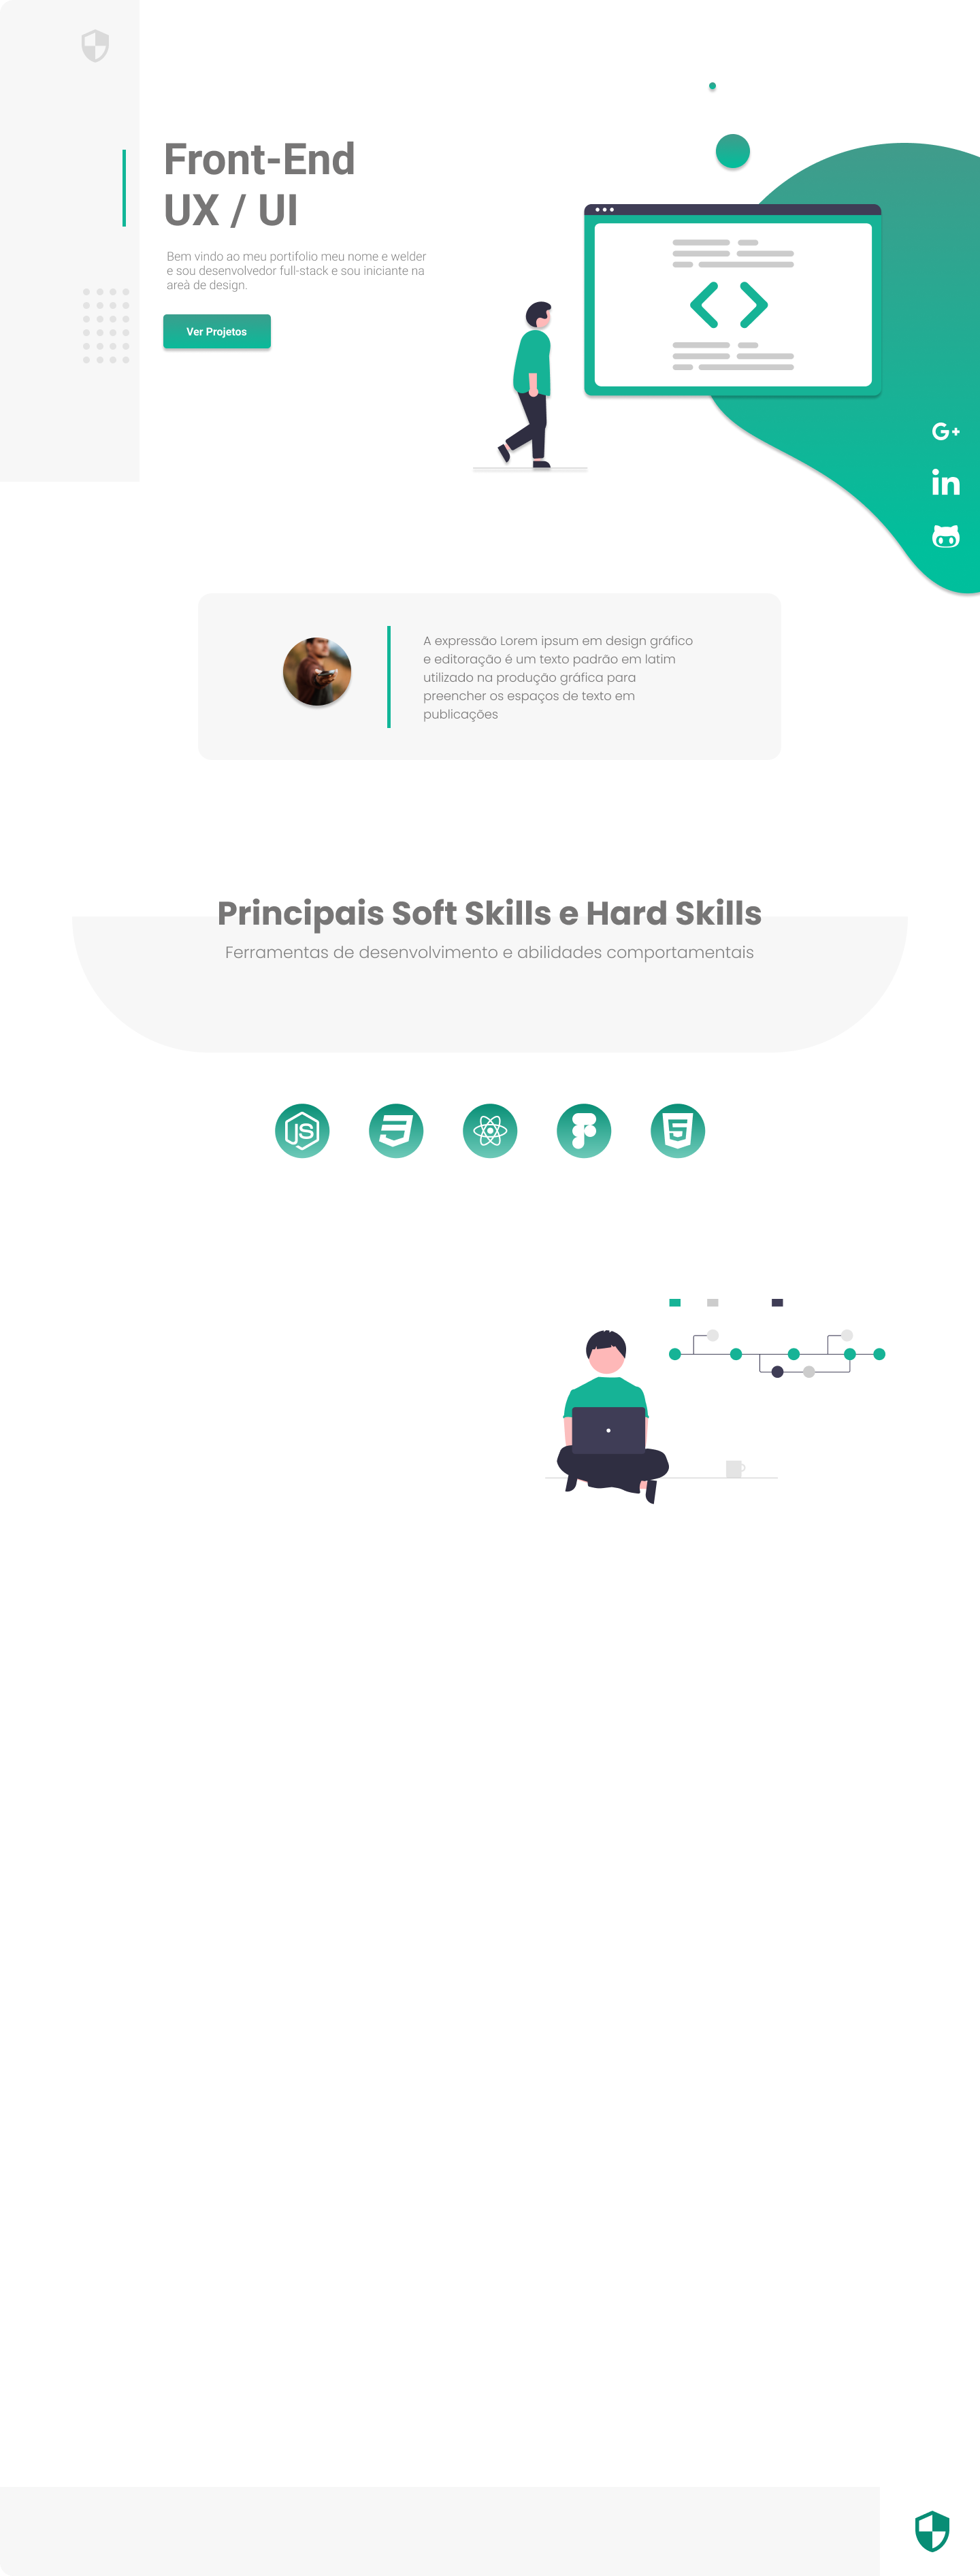 Front-End
UX / UI
Bem vindo ao meu portifolio meu nome e welder
e sou desenvolvedor full-stack e sou iniciante na
areà de design.
Ver Projetos
G+
in
A expressão Lorem ipsum em design gráfico
e editoração é um texto padrão em latim
utilizado na produção gráfica para
preencher os espaços de texto em
publicações
Principais Soft Skills e Hard Skills
Ferramentas de desenvolvimento e abilidades comportamentais
JS
5